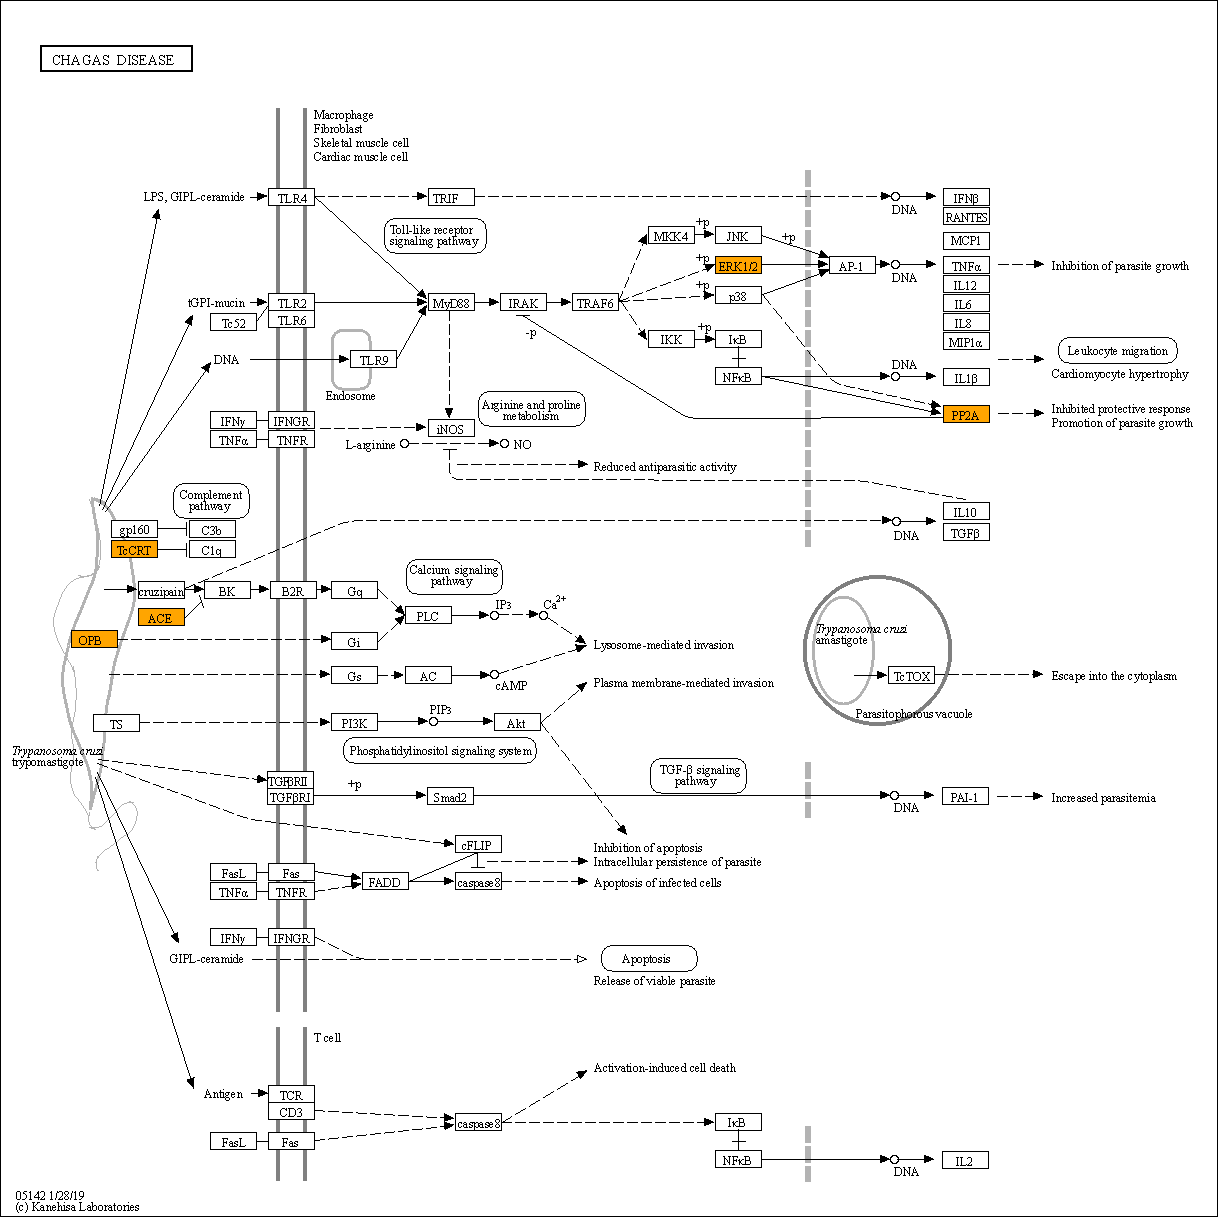 CHAGAS DISEASE
Macrophage
Fibroblast
Skeletal muscle cell
Cardiac muscle cell
LPS, GIPL-ceramide
TLR4
TRIF
DNA
IFNβ
RANTES
Toll-like receptor
signaling pathway
MKK4
+p
JNK
+p
MCP1
+p
ERK1/2
AP-1
DNA
TNFα
Inhibition of parasite growth
IL12
tGPI-mucin
TLR2
MyD88
IRAK
TRAF6
+p
p38
IL6
Tc52
TLR6
-p
IL8
IKK
+p
IκB
MIP1α
DNA
TLR9
Leukocyte migration
Endosome
NFκB
DNA
IL1β
Cardiomyocyte hypertrophy
Arginine and proline
metabolism
PP2A
Inhibited protective response
Promotion of parasite growth
IFNγ
IFNGR
iNOS
TNFα
TNFR
L-arginine
NO
Reduced antiparasitic activity
Complement
pathway
IL10
gp160
C3b
DNA
TGFβ
TcCRT
C1q
Calcium signaling
pathway
cruzipain
BK
B2R
Gq
ACE
PLC
IP3
Ca2+
OPB
Gi
Lysosome-mediated invasion
Trypanosoma cruzi
amastigote
Gs
AC
cAMP
Plasma membrane-mediated invasion
TcTOX
Escape into the cytoplasm
Parasitophorous vacuole
TS
PI3K
PIP3
Akt
Phosphatidylinositol signaling system
Trypanosoma cruzi
trypomastigote
TGF-β signaling
pathway
TGFβRII
TGFβRI
+p
Smad2
DNA
PAI-1
Increased parasitemia
cFLIP
Inhibition of apoptosis
Intracellular persistence of parasite
FasL
Fas
FADD
caspase8
Apoptosis of infected cells
TNFα
TNFR
IFNγ
IFNGR
GIPL-ceramide
Apoptosis
Release of viable parasite
T cell
Activation-induced cell death
Antigen
TCR
CD3
caspase8
IκB
FasL
Fas
NFκB
DNA
IL2
05142 1/28/19
(c) Kanehisa Laboratories